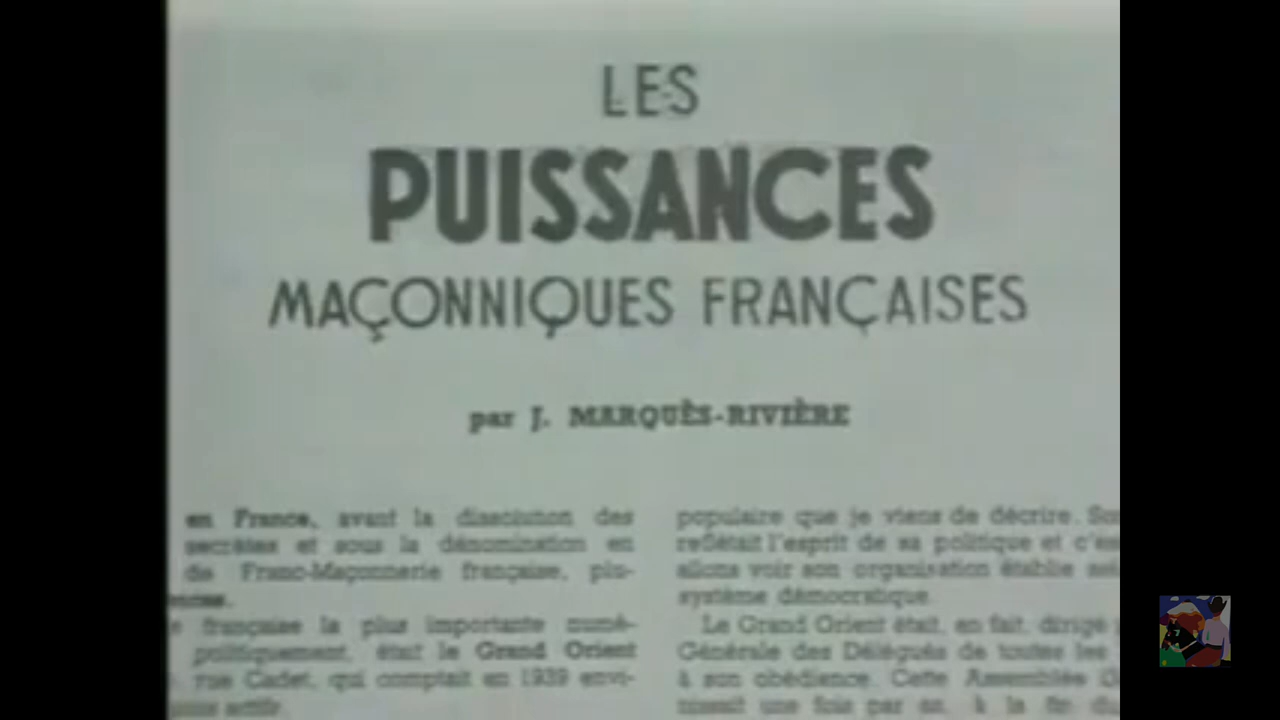 LES
PUISSANCES
MAÇONNIQUES FRANÇAISES
par J. MARQUÈS-RIVIÈRE
en France, avant la dissolution des
secrètes et sous la dénomination en
de Franc-Maçonnerie française, plu-
française la plus importante numé-
politiquement, était le Grand Orient
rue Cadet, qui comptait en 1939 envi-
populaire que je viens de décrire.
reflétait l'esprit de sa politique et
allons voir son organisation établie
système démocratique.
Le Grand Orient était, en fait, dirigé
Générale des Délégués de toutes les
à son obédience. Cette Assemblée
une fois par an, à la fin du